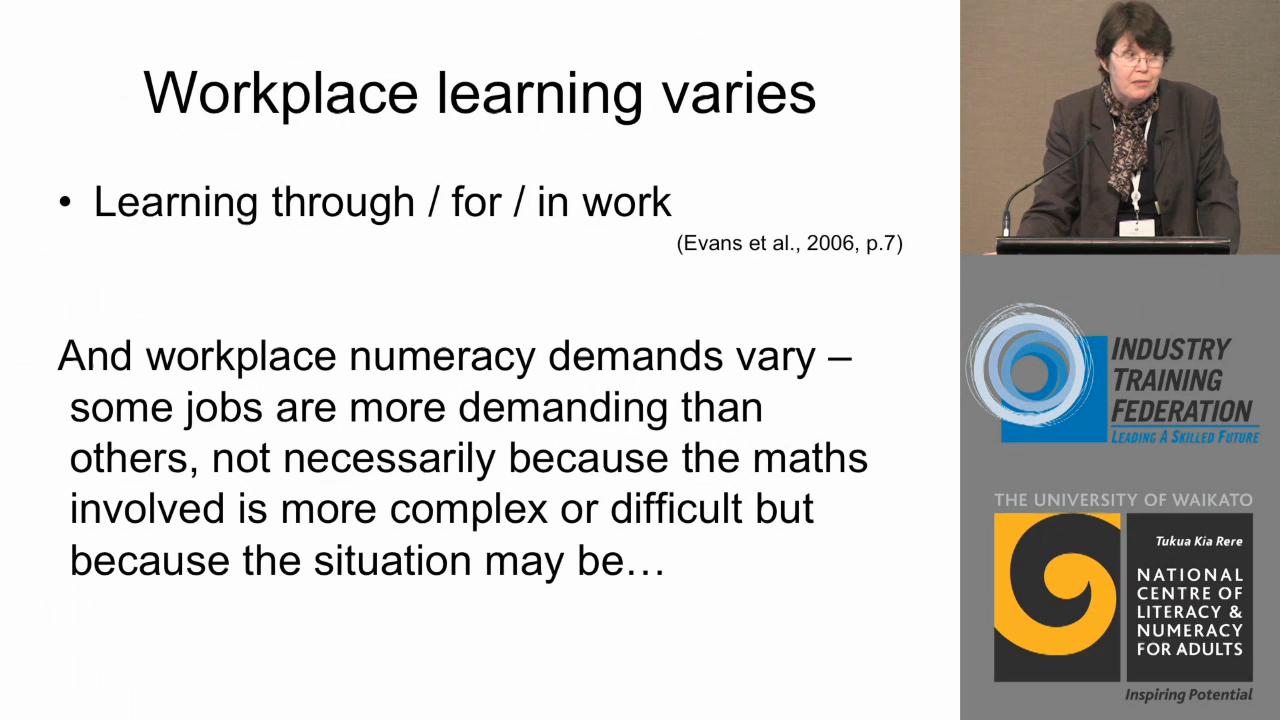 Workplace learning varies
• Learning through / for / in work
(Evans et al., 2006, p.7)
And workplace numeracy demands vary –
some jobs are more demanding than
others, not necessarily because the maths
involved is more complex or difficult but
because the situation may be…
INDUSTRY
TRAINING
FEDERATION
LEADING A SKILLED FUTURE
THE UNIVERSITY OF WAIKATO
Tukua Kia Rere
NATIONAL
CENTRE OF
LITERACY &
NUMERACY
FOR ADULTS
Inspiring Potential